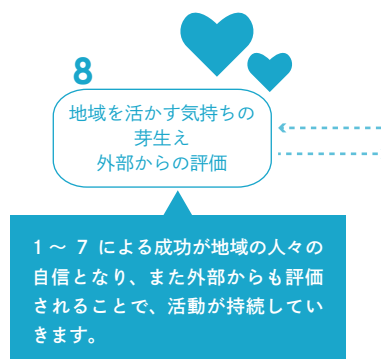 8
地域を活かす気持ちの
芽生え
外部からの評価
1～7 による成功が地域の人々の
自信となり、また外部からも評価
されることで、活動が持続してい
きます。